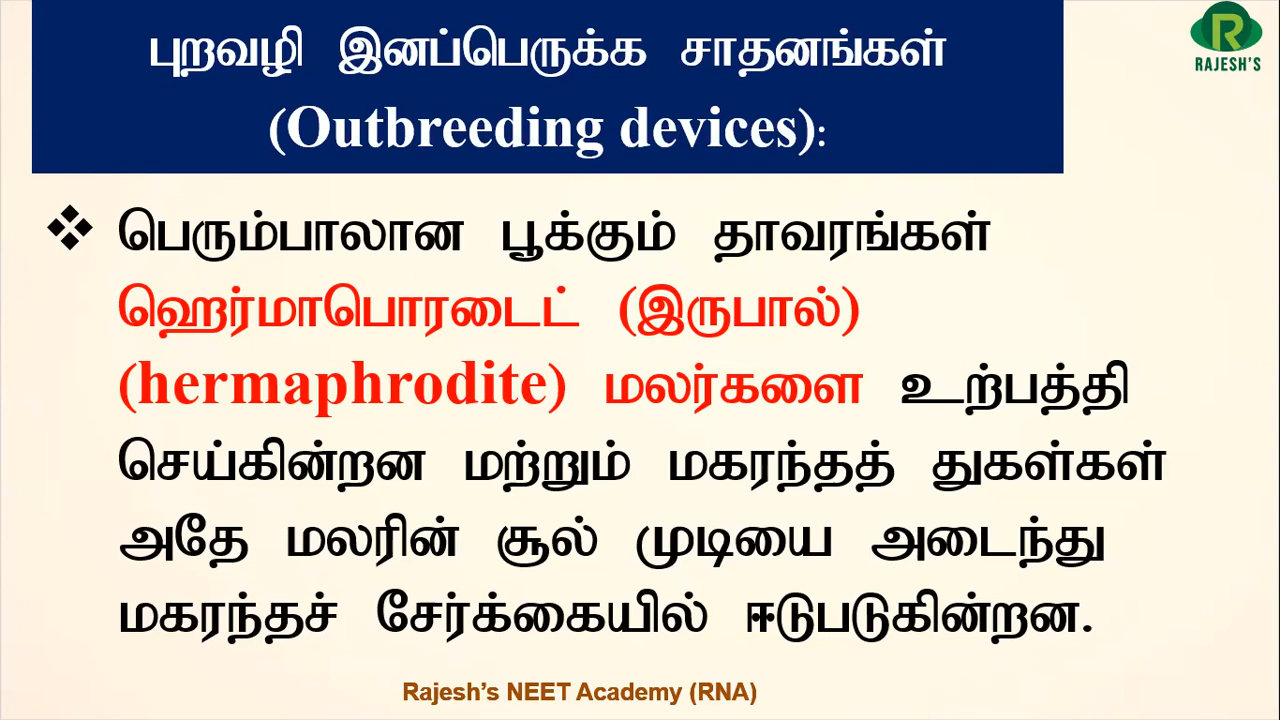 புறவழி இனப்பெருக்க சாதனங்கள்
(Outbreeding devices):
R
RAJESH'S
❖ பெரும்பாலான பூக்கும் தாவரங்கள்
ஹெர்மாபொரடைட் (இருபால்)
(hermaphrodite) மலர்களை உற்பத்தி
செய்கின்றன மற்றும் மகரந்தத் துகள்கள்
அதே மலரின் சூல் முடியை அடைந்து
மகரந்தச் சேர்க்கையில் ஈடுபடுகின்றன.
Rajesh's NEET Academy (RNA)